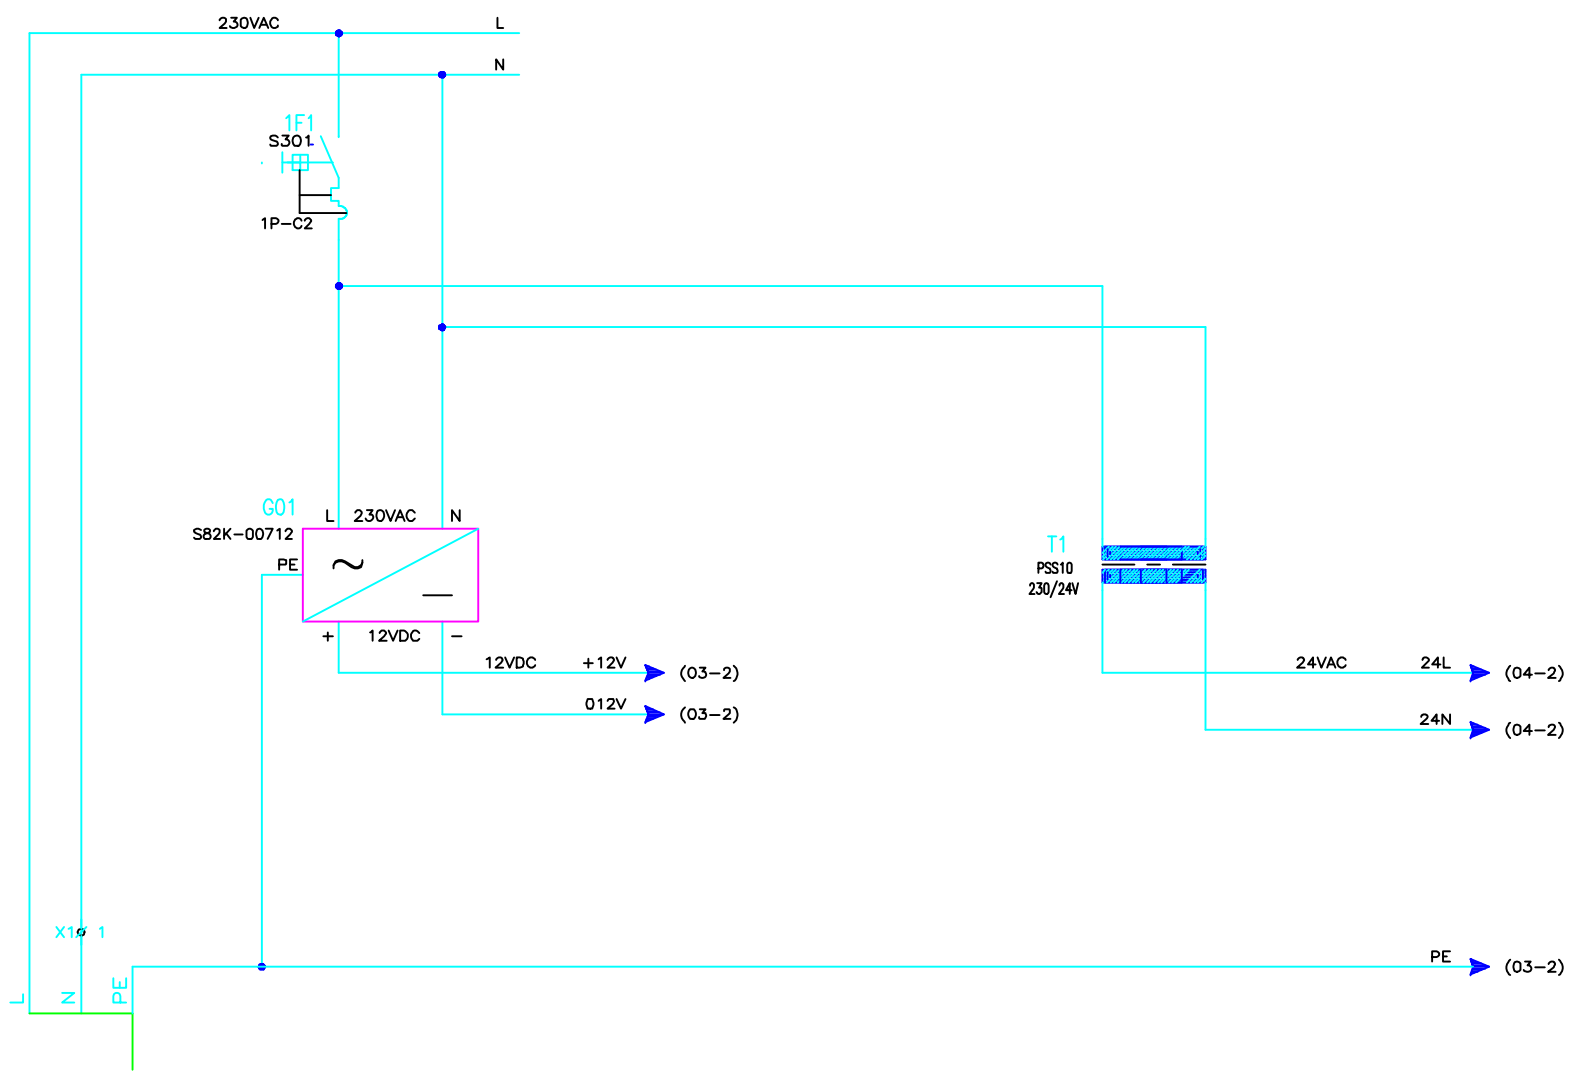 230VAC L
N
1F1
S301
1P-C2
G01
S82K-00712
L 230VAC N
PE
+ 12VDC -
12VDC +12V (03-2)
012V (03-2)
T1
PSS10
230/24V
24VAC 24L (04-2)
24N (04-2)
X1 1
PE (03-2)
L N PE